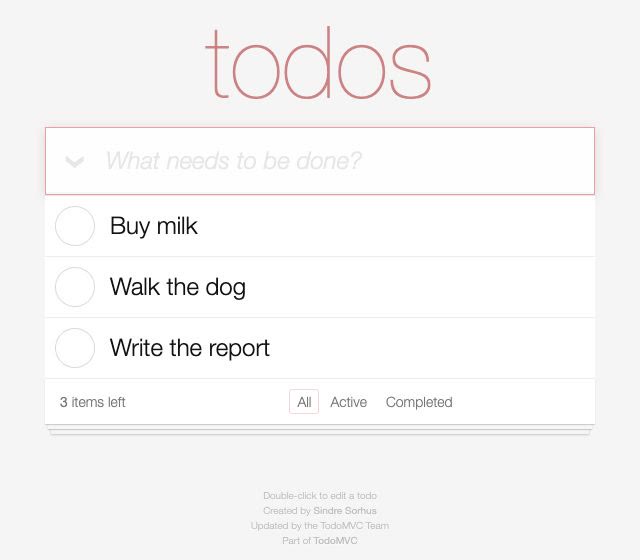 todos
What needs to be done?
Buy milk
Walk the dog
Write the report
3 items left All Active Completed
Double-click to edit a todo
Created by Sindre Sorhus
Updated by the TodoMVC Team
Part of TodoMVC